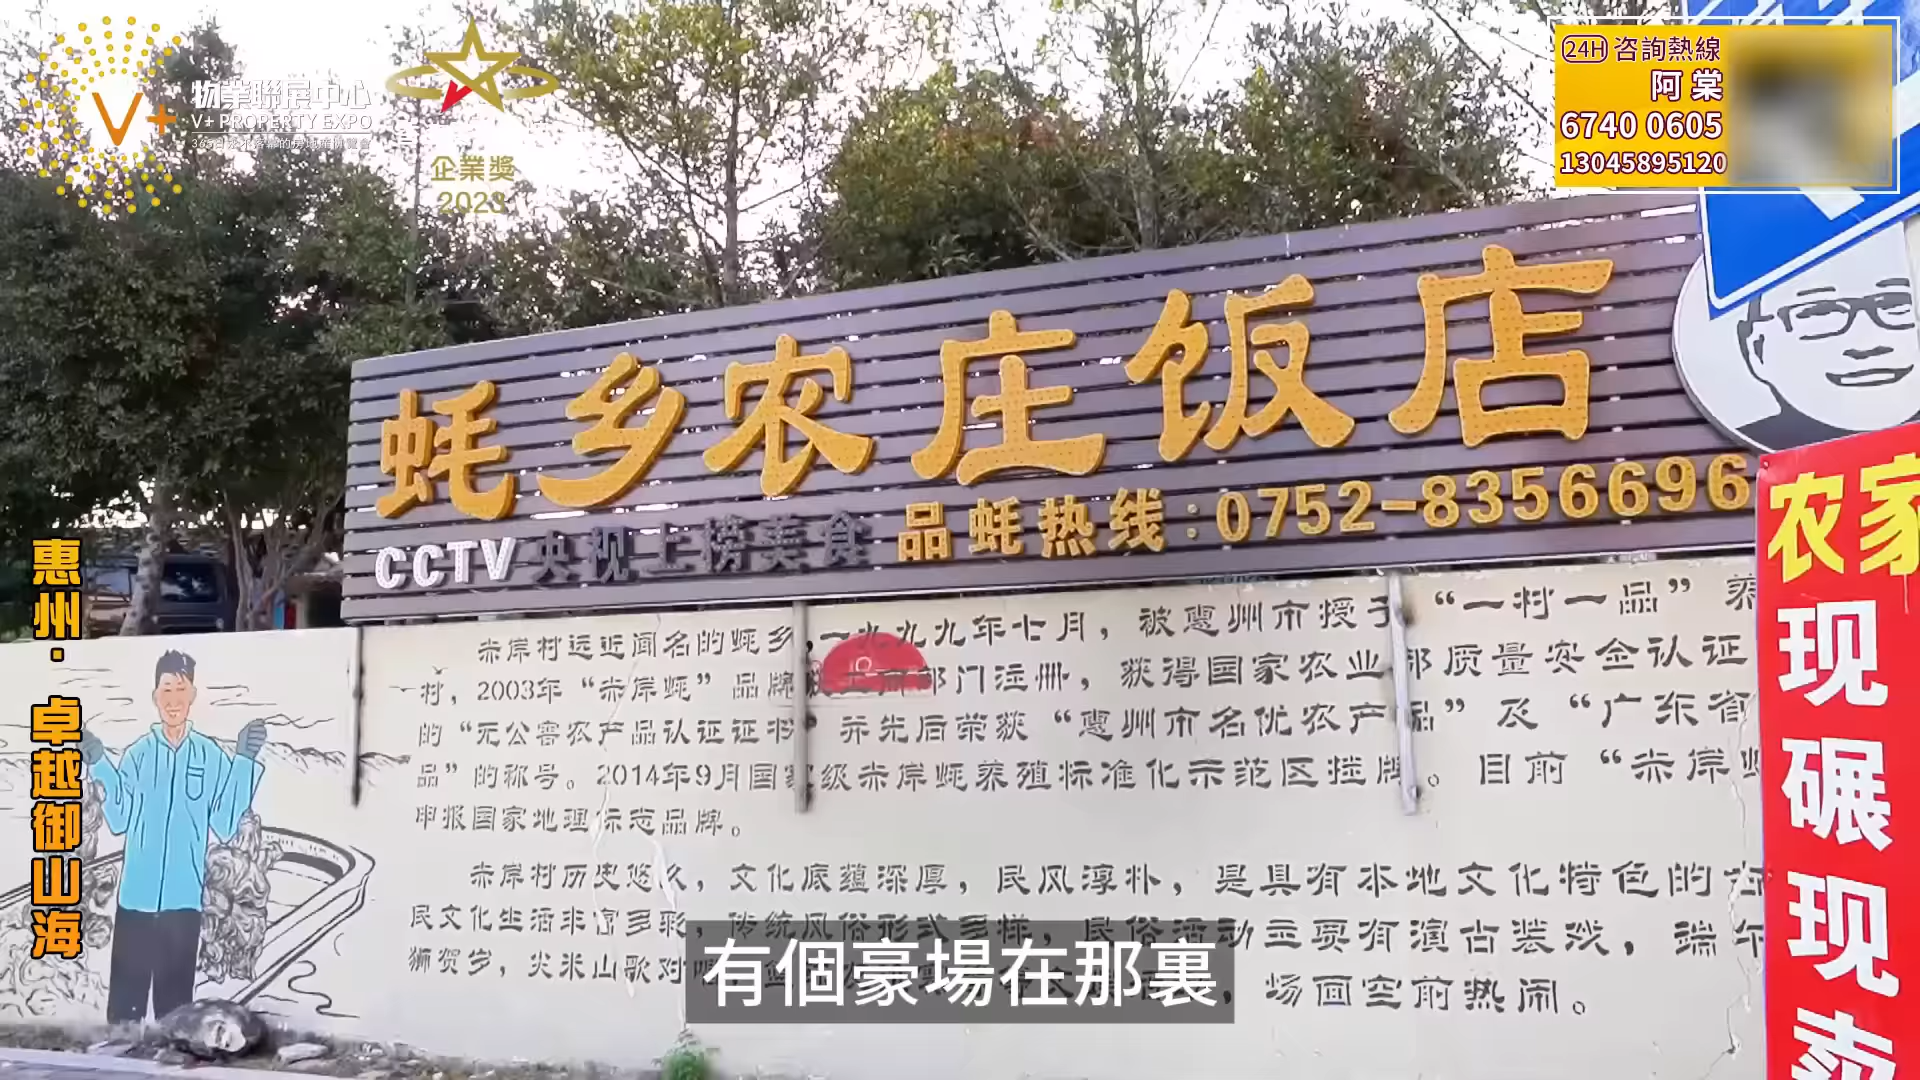 V+
物業聯展中心
V+ PROPERTY EXPO
企業獎
2023
24H 咨詢熱線
阿棠
6740 0605
13045895120
蚝乡农庄饭店
CCTV 央视上榜美食 品蚝热线:0752-8356696
赤岸村远近闻名的蚝乡,一九九九年七月，被惠州市授予“一村一品”养
村，2003年“赤岸蚝”品牌 部门注册，获得国家农业部质量安全认证
的“无公害农产品认证证书”并先后荣获“惠州市名优农产品”及“广东省
品”的称号。2014年9月国家级赤岸蚝养殖标准化示范区挂牌。目前“赤岸蚝
申报国家地理标志品牌。
赤岸村历史悠久，文化底蕴深厚，民风淳朴，是具有本地文化特色的
民文化生活非富多彩，传统风俗形式多样，民俗活动主要有演古装戏，端午
狮贺岁，尖米山歌对唱 ，场面空前热闹。
农家
现碾现卖
惠州·卓越御山海
有個豪場在那裏